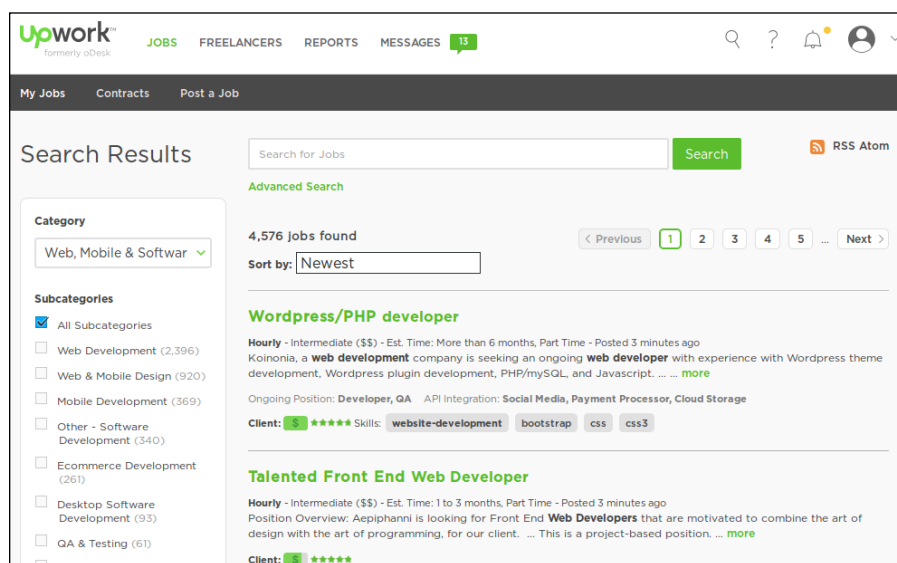 Upwork™
formerly oDesk
JOBS FREELANCERS REPORTS MESSAGES 13
My Jobs Contracts Post a Job
Search Results
Search for Jobs Search
RSS Atom
Advanced Search
Category
Web, Mobile & Softwar
4,576 jobs found
< Previous 1 2 3 4 5 ... Next >
Sort by: Newest
Subcategories
All Subcategories
Web Development (2,396)
Web & Mobile Design (920)
Mobile Development (369)
Other - Software
Development (340)
Ecommerce Development
(261)
Desktop Software
Development (93)
QA & Testing (61)
Wordpress/PHP developer
Hourly - Intermediate ($$) - Est. Time: More than 6 months, Part Time - Posted 3 minutes ago
Koinonia, a web development company is seeking an ongoing web developer with experience with Wordpress theme
development, Wordpress plugin development, PHP/mySQL, and Javascript. ... ... more
Ongoing Position: Developer, QA API Integration: Social Media, Payment Processor, Cloud Storage
Client: $ ★★★★★ Skills: website-development bootstrap css css3
Talented Front End Web Developer
Hourly - Intermediate ($$) - Est. Time: 1 to 3 months, Part Time - Posted 3 minutes ago
Position Overview: Aepiphanni is looking for Front End Web Developers that are motivated to combine the art of
design with the art of programming, for our client. ... This is a project-based position. ... more
Client: $ ★★★★★